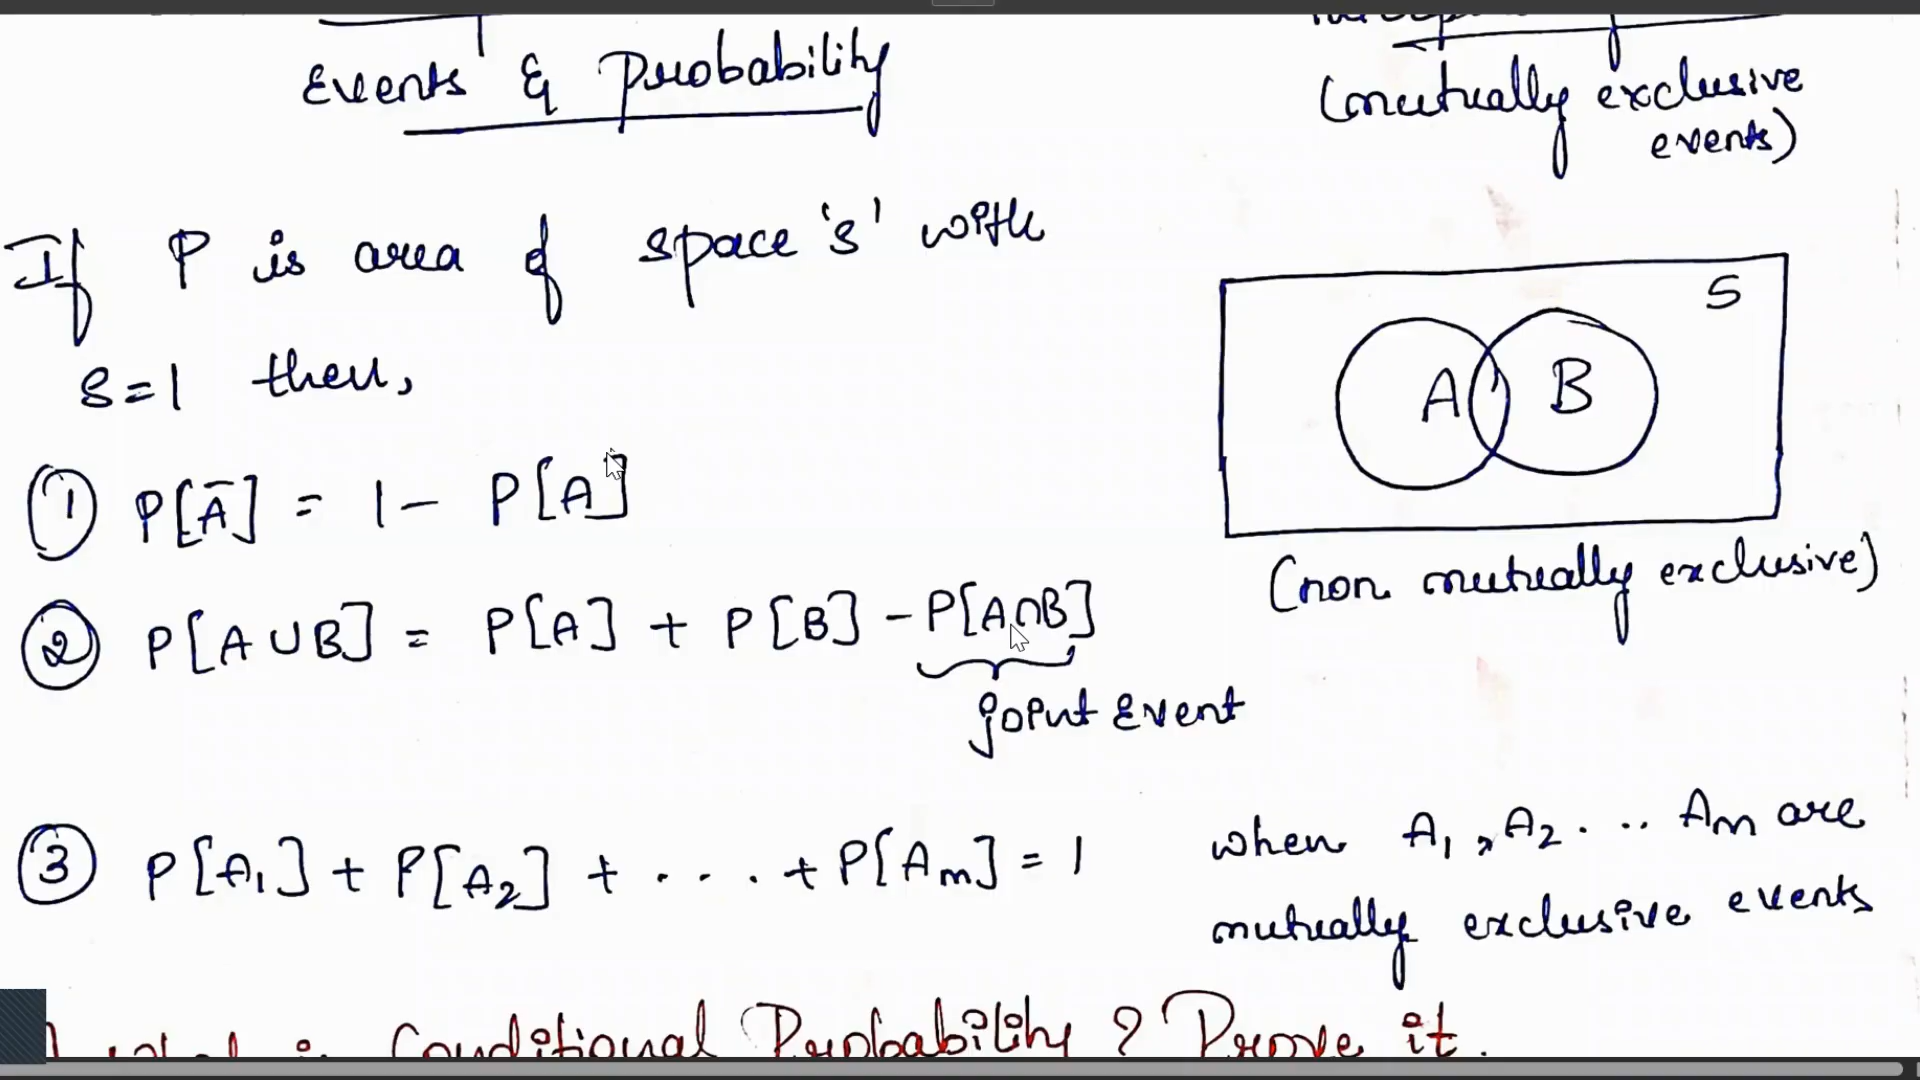 Events & Probability
(mutually exclusive
events)
If P is area of space 's' with
S=1 then,
① P[Ā] = 1 - P[A]
② P[A∪B] = P[A] + P[B] - P[A∩B]
joint Event
③ P[A₁] + P[A₂] + . . . . + P[Am] = 1
S
A B
(non mutually exclusive)
when A₁, A₂ . . . Am are
mutually exclusive events
is Conditional Probability ? Prove it.